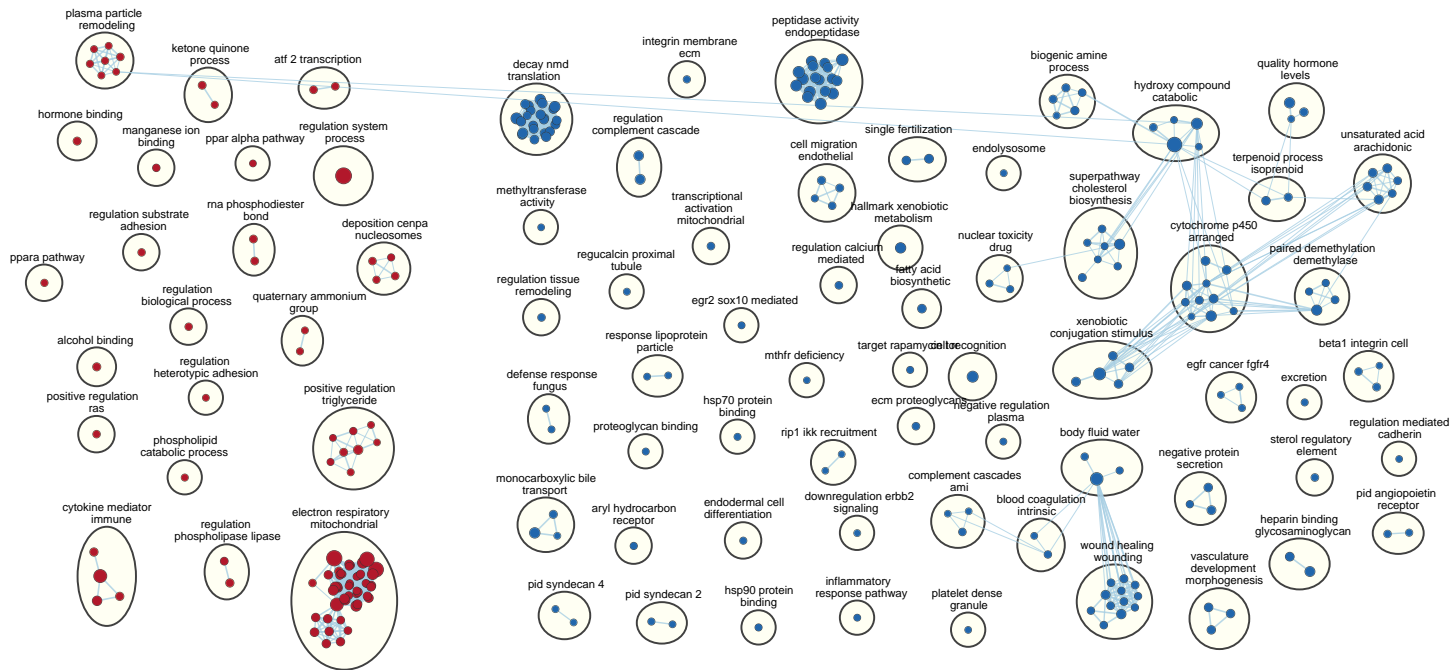 plasma particle
remodeling
ketone quinone
process
atf 2 transcription
hormone binding
manganese ion
binding
ppar alpha pathway
regulation system
process
regulation substrate
adhesion
rna phosphodiester
bond
deposition cenpa
nucleosomes
ppara pathway
regulation
biological process
quaternary ammonium
group
alcohol binding
regulation
heterotypic adhesion
positive regulation
ras
positive regulation
triglyceride
phospholipid
catabolic process
cytokine mediator
immune
regulation
phospholipase lipase
electron respiratory
mitochondrial
decay nmd
translation
integrin membrane
ecm
peptidase activity
endopeptidase
biogenic amine
process
hydroxy compound
catabolic
quality hormone
levels
regulation
complement cascade
single fertilization
cell migration
endothelial
endolysosome
terpenoid process
isoprenoid
unsaturated acid
arachidonic
methyltransferase
activity
transcriptional
activation
mitochondrial
hallmark xenobiotic
metabolism
superpathway
cholesterol
biosynthesis
cytochrome p450
arranged
nuclear toxicity
drug
paired demethylation
demethylase
regulation tissue
remodeling
regucalcin proximal
tubule
regulation calcium
mediated
fatty acid
biosynthetic
egr2 sox10 mediated
xenobiotic
conjugation stimulus
response lipoprotein
particle
mthfr deficiency
target rapamycin tor
cell recognition
egfr cancer fgfr4
excretion
beta1 integrin cell
defense response
fungus
hsp70 protein
binding
ecm proteoglycans
negative regulation
plasma
proteoglycan binding
rip1 ikk recruitment
body fluid water
negative protein
secretion
sterol regulatory
element
regulation mediated
cadherin
monocarboxylic bile
transport
aryl hydrocarbon
receptor
endodermal cell
differentiation
downregulation erbb2
signaling
complement cascades
ami
blood coagulation
intrinsic
heparin binding
glycosaminoglycan
pid angiopoietin
receptor
wound healing
wounding
vasculature
development
morphogenesis
pid syndecan 4
pid syndecan 2
hsp90 protein
binding
inflammatory
response pathway
platelet dense
granule